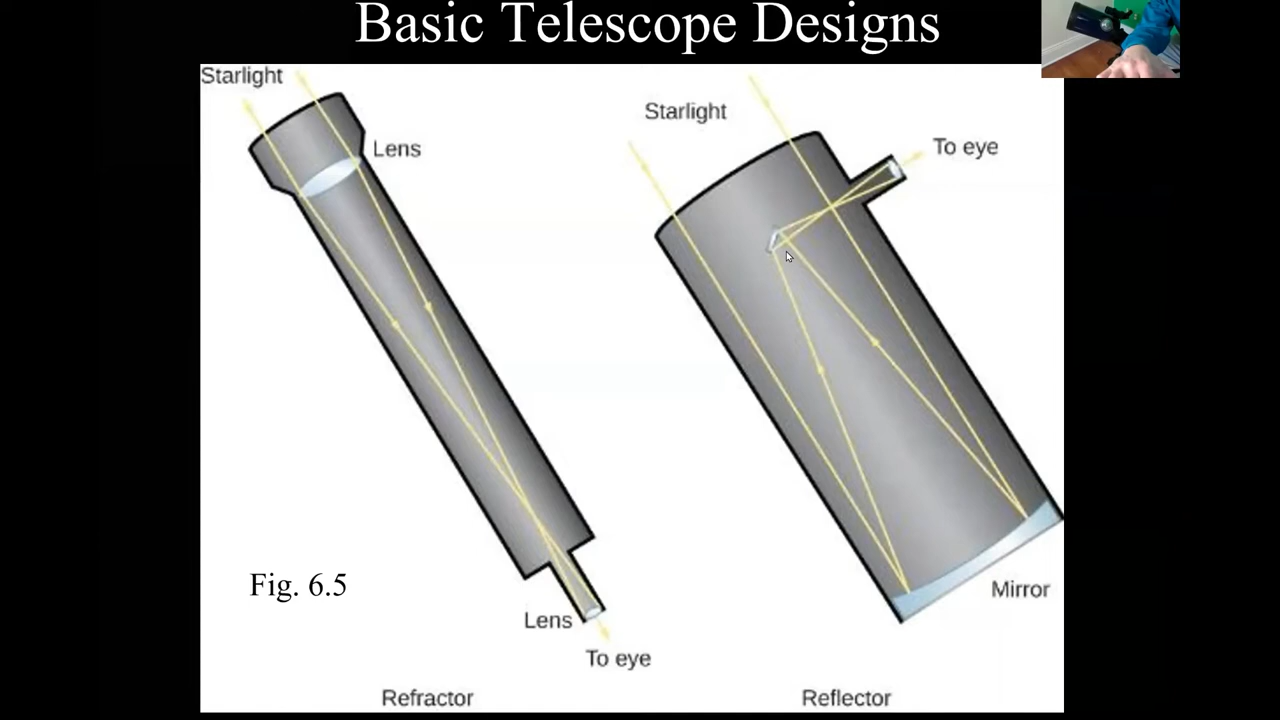 Basic Telescope Designs
Starlight
Lens
Starlight
To eye
Fig. 6.5
Lens
To eye
Mirror
Refractor
Reflector